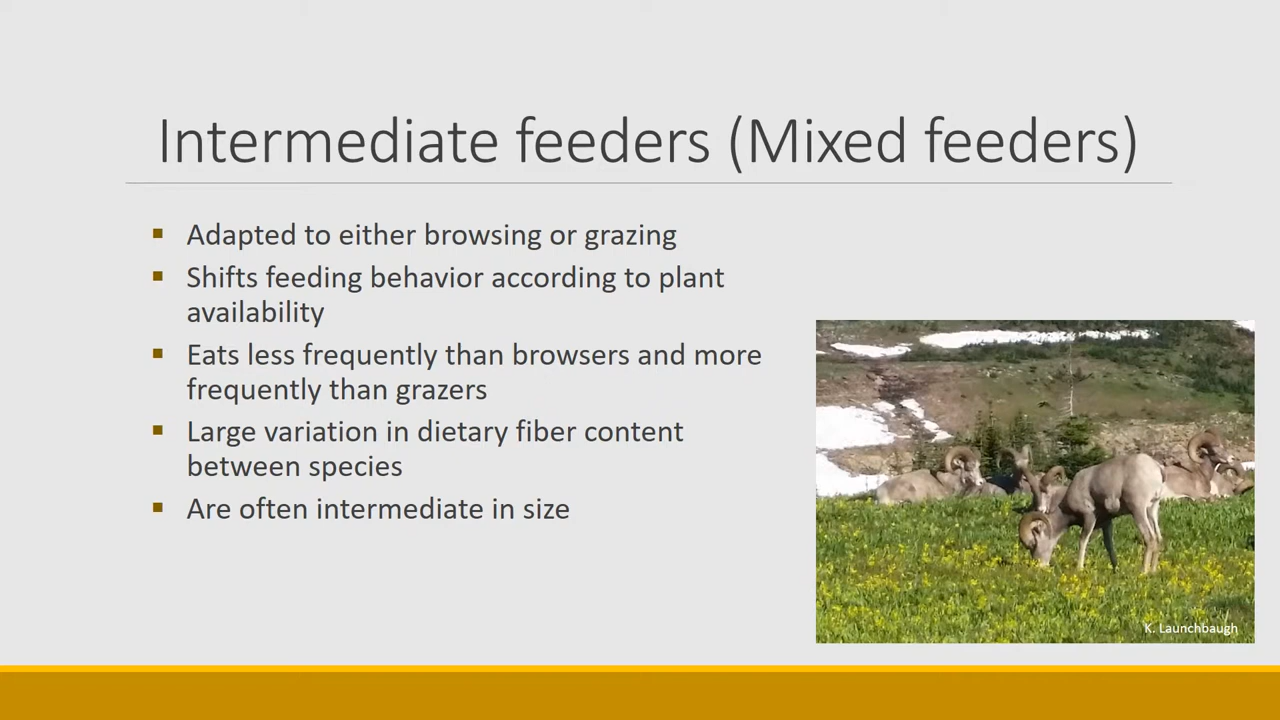 Intermediate feeders (Mixed feeders)
▪ Adapted to either browsing or grazing
▪ Shifts feeding behavior according to plant
availability
▪ Eats less frequently than browsers and more
frequently than grazers
▪ Large variation in dietary fiber content
between species
▪ Are often intermediate in size
K. Launchbaugh